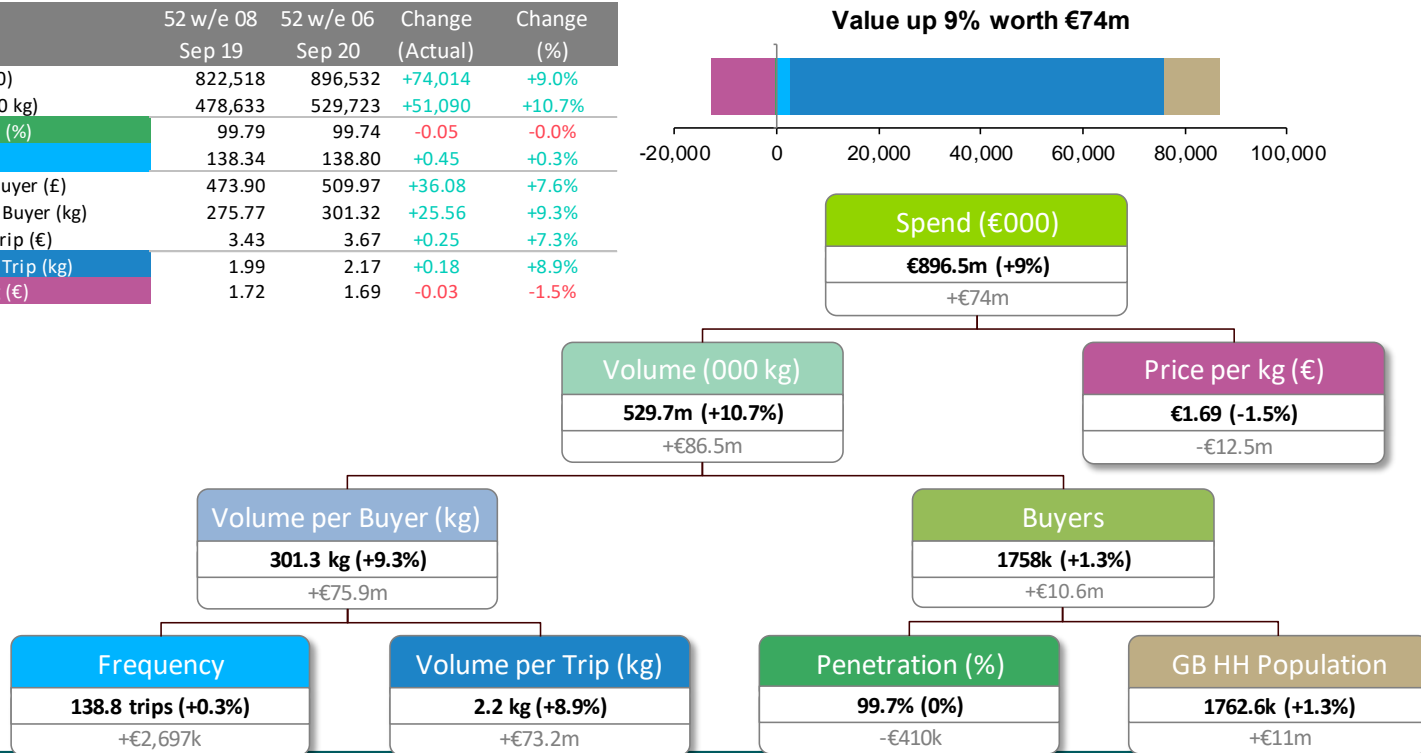 52 w/e 08 52 w/e 06 Change Change
Sep 19 Sep 20 (Actual) (%)
0) 822,518 896,532 +74,014 +9.0%
0 kg) 478,633 529,723 +51,090 +10.7%
(%) 99.79 99.74 -0.05 -0.0%
138.34 138.80 +0.45 +0.3%
uyer (£) 473.90 509.97 +36.08 +7.6%
Buyer (kg) 275.77 301.32 +25.56 +9.3%
rip (€) 3.43 3.67 +0.25 +7.3%
Trip (kg) 1.99 2.17 +0.18 +8.9%
(€) 1.72 1.69 -0.03 -1.5%
Value up 9% worth €74m
-20,000 0 20,000 40,000 60,000 80,000 100,000
Spend (€000)
€896.5m (+9%)
+€74m
Volume (000 kg)
529.7m (+10.7%)
+€86.5m
Price per kg (€)
€1.69 (-1.5%)
-€12.5m
Volume per Buyer (kg)
301.3 kg (+9.3%)
+€75.9m
Buyers
1758k (+1.3%)
+€10.6m
Frequency
138.8 trips (+0.3%)
+€2,697k
Volume per Trip (kg)
2.2 kg (+8.9%)
+€73.2m
Penetration (%)
99.7% (0%)
-€410k
GB HH Population
1762.6k (+1.3%)
+€11m